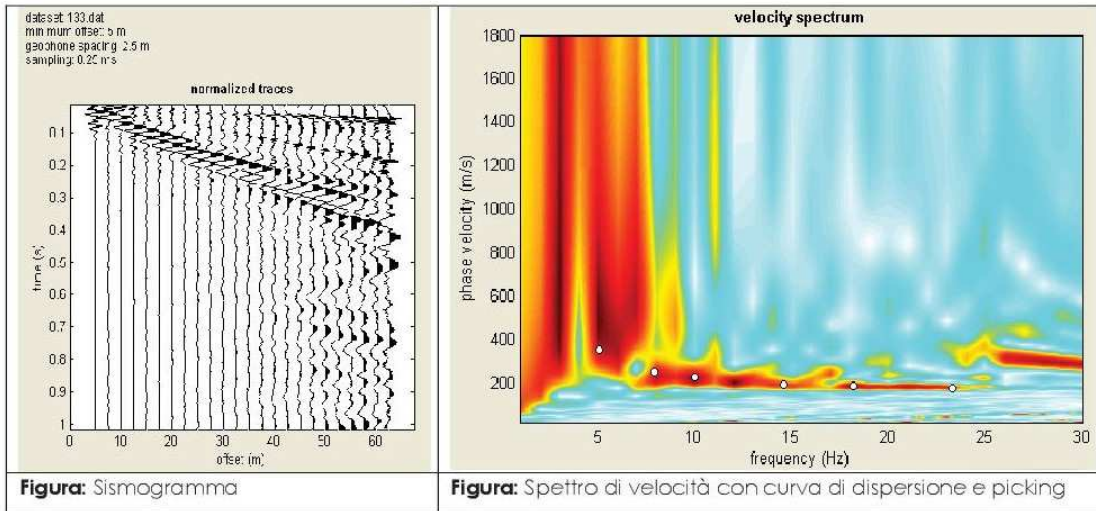 dataset: 133.dat
minimum offset: 5 m
geophone spacing: 2.5 m
sampling: 0.25 ms
normalized traces
0.1
0.2
0.3
0.4
0.5
0.6
0.7
0.8
0.9
1
time (s)
0 10 20 30 40 50 60
offset (m)
velocity spectrum
1800
1600
1400
1200
1000
800
600
400
200
phase velocity (m/s)
5 10 15 20 25 30
frequency (Hz)
Figura: Sismogramma
Figura: Spettro di velocità con curva di dispersione e picking